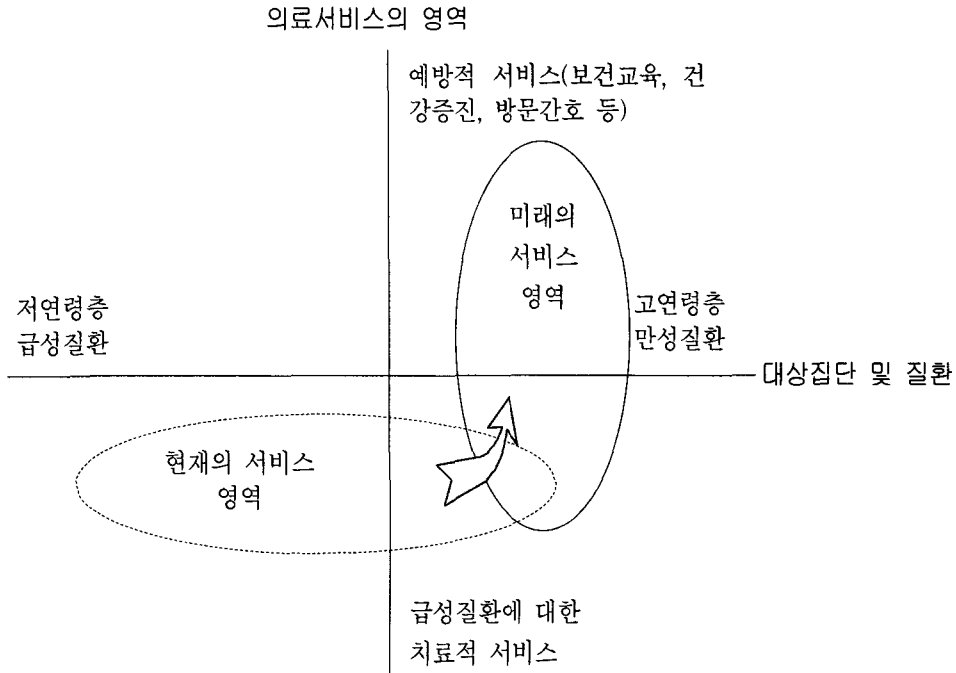 의료서비스의 영역
예방적 서비스(보건교육, 건
강증진, 방문간호 등)
미래의
서비스
영역
저연령층
급성질환
고연령층
만성질환
대상집단 및 질환
현재의 서비스
영역
급성질환에 대한
치료적 서비스